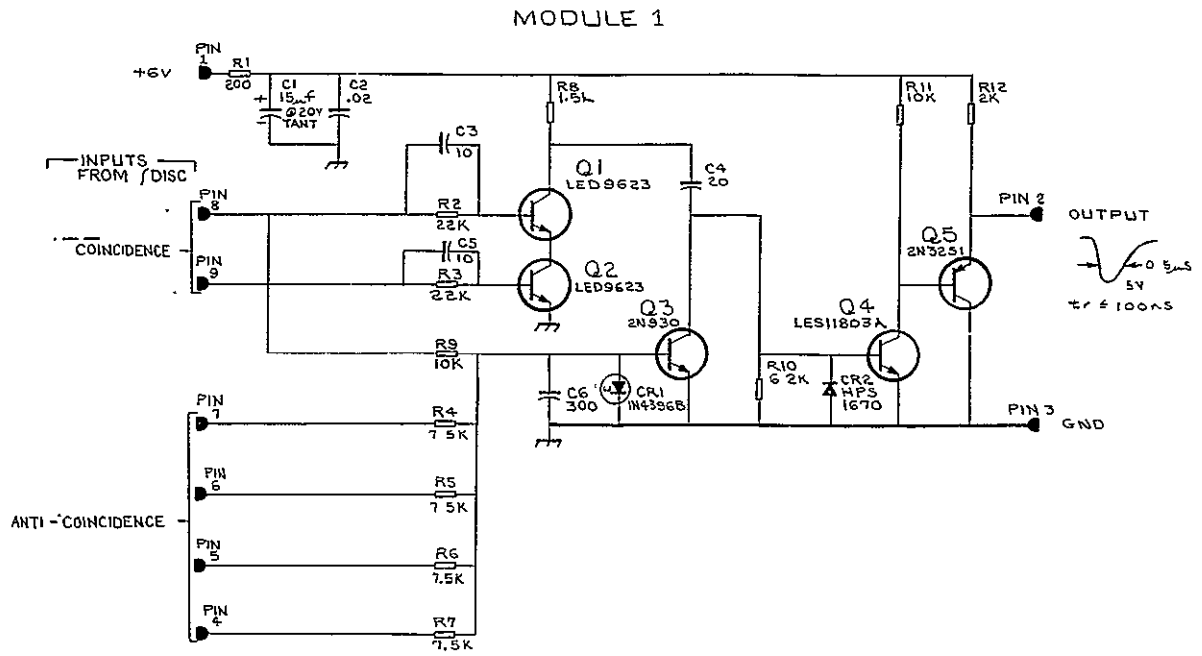 MODULE 1
PIN
1
+6V
R1
200
C1
15µf
@20V
TANT
+
-
C2
.02
R8
1.5k
R11
10K
R12
2K
INPUTS
FROM ∫DISC
COINCIDENCE
PIN
8
C3
10
R2
22K
Q1
LED9623
C4
20
PIN
9
C5
10
R3
22K
Q2
LED9623
PIN 2
OUTPUT
0 5µs
5V
tr ≤ 100ns
Q5
2N3251
Q3
2N930
Q4
R9
10K
C6
300
CR1
1N4396B
R10
6 2K
CR2
HPS
1670
PIN 3
GND
ANTI-COINCIDENCE
PIN
7
R4
7 5K
PIN
6
R5
7 5K
PIN
5
R6
7.5K
PIN
4
R7
7.5K